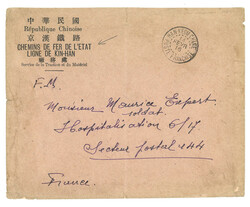 中華民國
République Chinoise
京漢鐵路
CHEMINS DE FER DE L'ETAT
LIGNE DE KIN-HAN
Service de la Traction et du Matériel
F.M.
Monsieur Maurice Expert
soldat
Hospitalisation 6/17
Secteur postal 444
France.